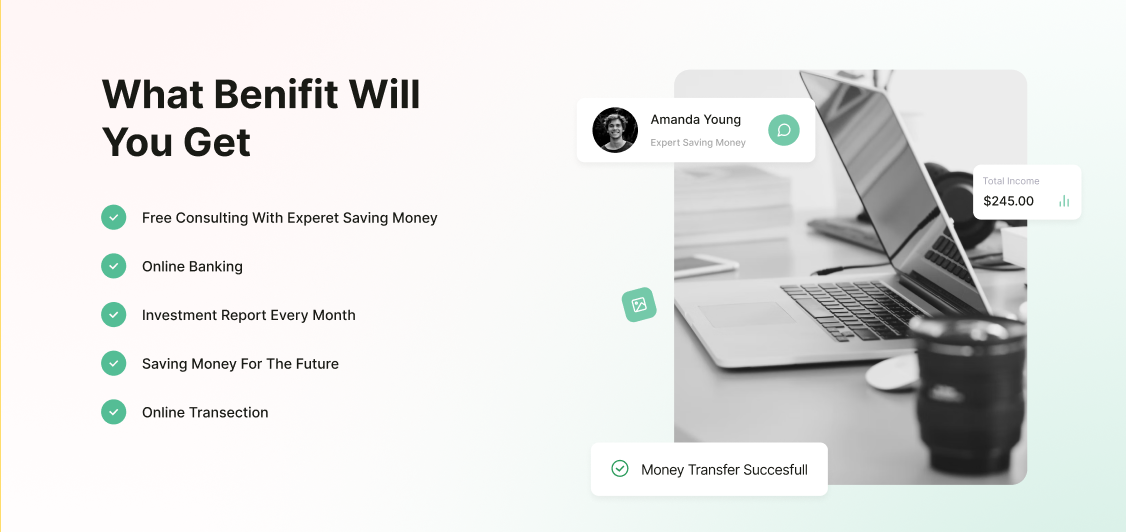 What Benifit Will
You Get
Free Consulting With Experet Saving Money
Online Banking
Investment Report Every Month
Saving Money For The Future
Online Transection
Amanda Young
Expert Saving Money
Total Income
$245.00
Money Transfer Succesfull